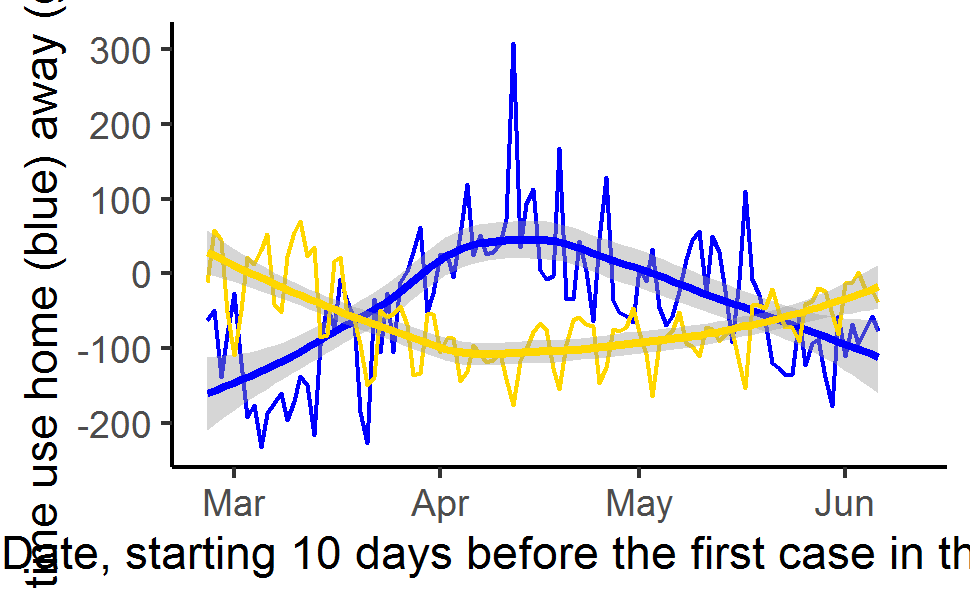 time use home (blue) away (
300
200
100
0
-100
-200
Mar Apr May Jun
Date, starting 10 days before the first case in th